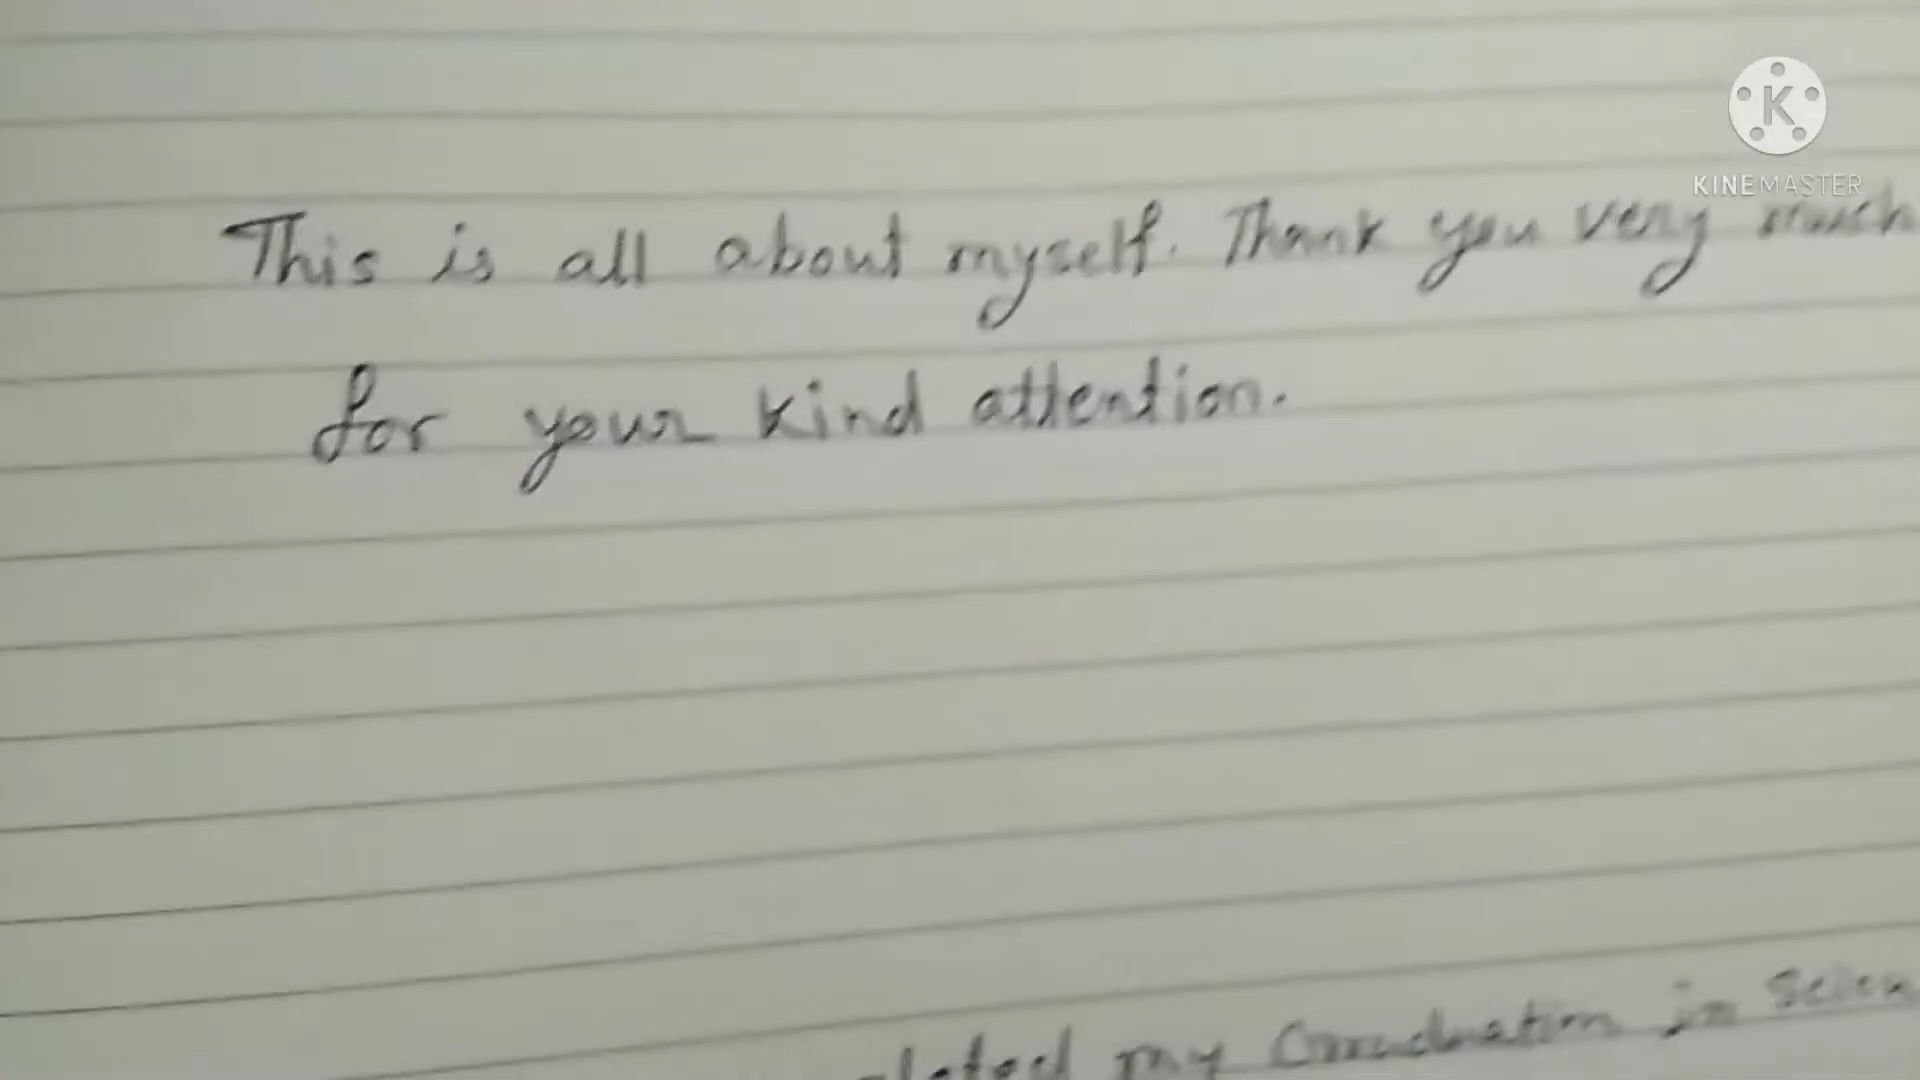 K
KINEMASTER
This is all about myself. Thank you very much
for your kind attention.
my Graduation in